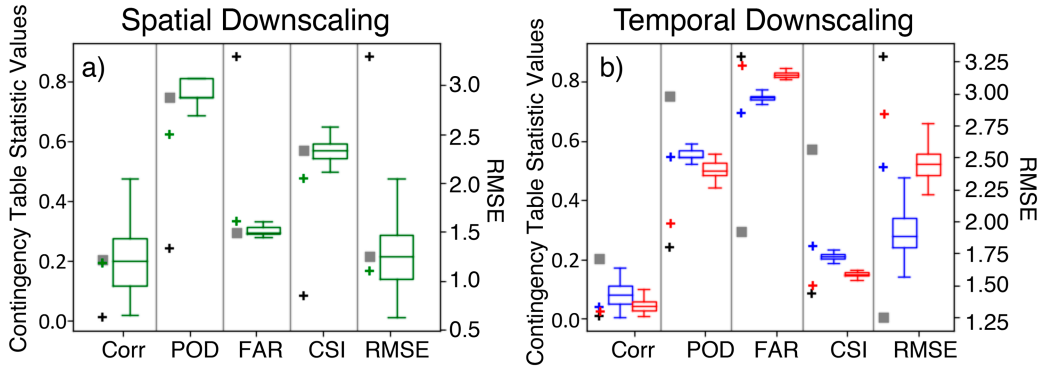 Spatial Downscaling
Temporal Downscaling
Contingency Table Statistic Values
a)
0.8
0.6
0.4
0.2
0.0
3.0
2.5
2.0
1.5
1.0
0.5
RMSE
Corr POD FAR CSI RMSE
Contingency Table Statistic Values
b)
0.8
0.6
0.4
0.2
0.0
3.25
3.00
2.75
2.50
2.25
2.00
1.75
1.50
1.25
RMSE
Corr POD FAR CSI RMSE